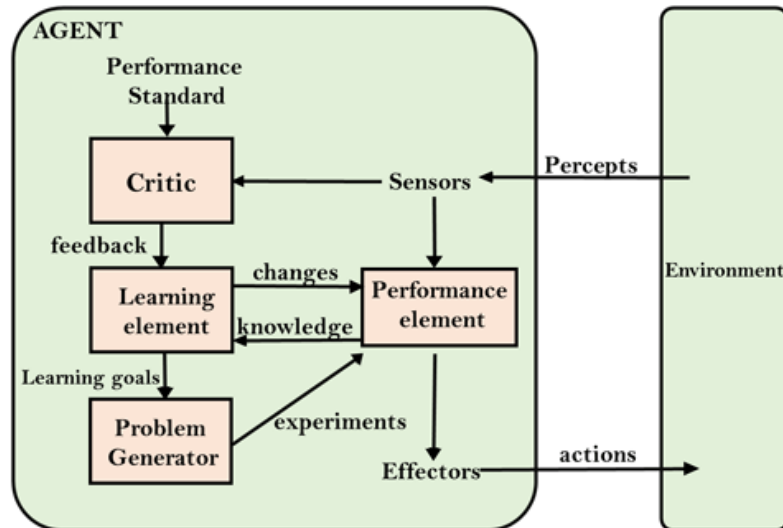 AGENT
Performance
Standard
Critic
Sensors
Percepts
feedback
changes
Environment
Learning
element
Performance
element
knowledge
Learning goals
Problem
Generator
experiments
Effectors
actions